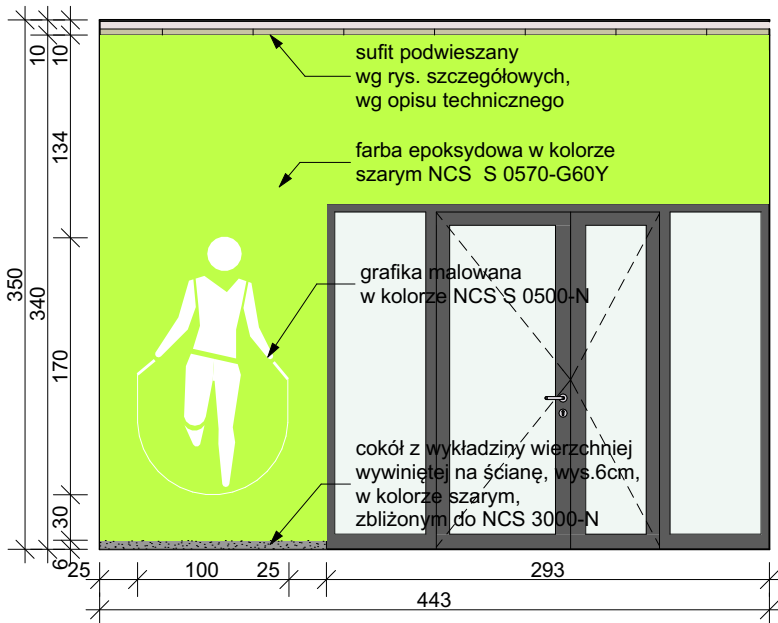 sufit podwieszany
wg rys. szczegółowych,
wg opisu technicznego
farba epoksydowa w kolorze
szarym NCS S 0570-G60Y
grafika malowana
w kolorze NCS S 0500-N
cokół z wykładziny wierzchniej
wywiniętej na ścianę, wys.6cm,
w kolorze szarym,
zbliżonym do NCS 3000-N
350
10
340
10
134
170
30
6
25
100
25
293
443